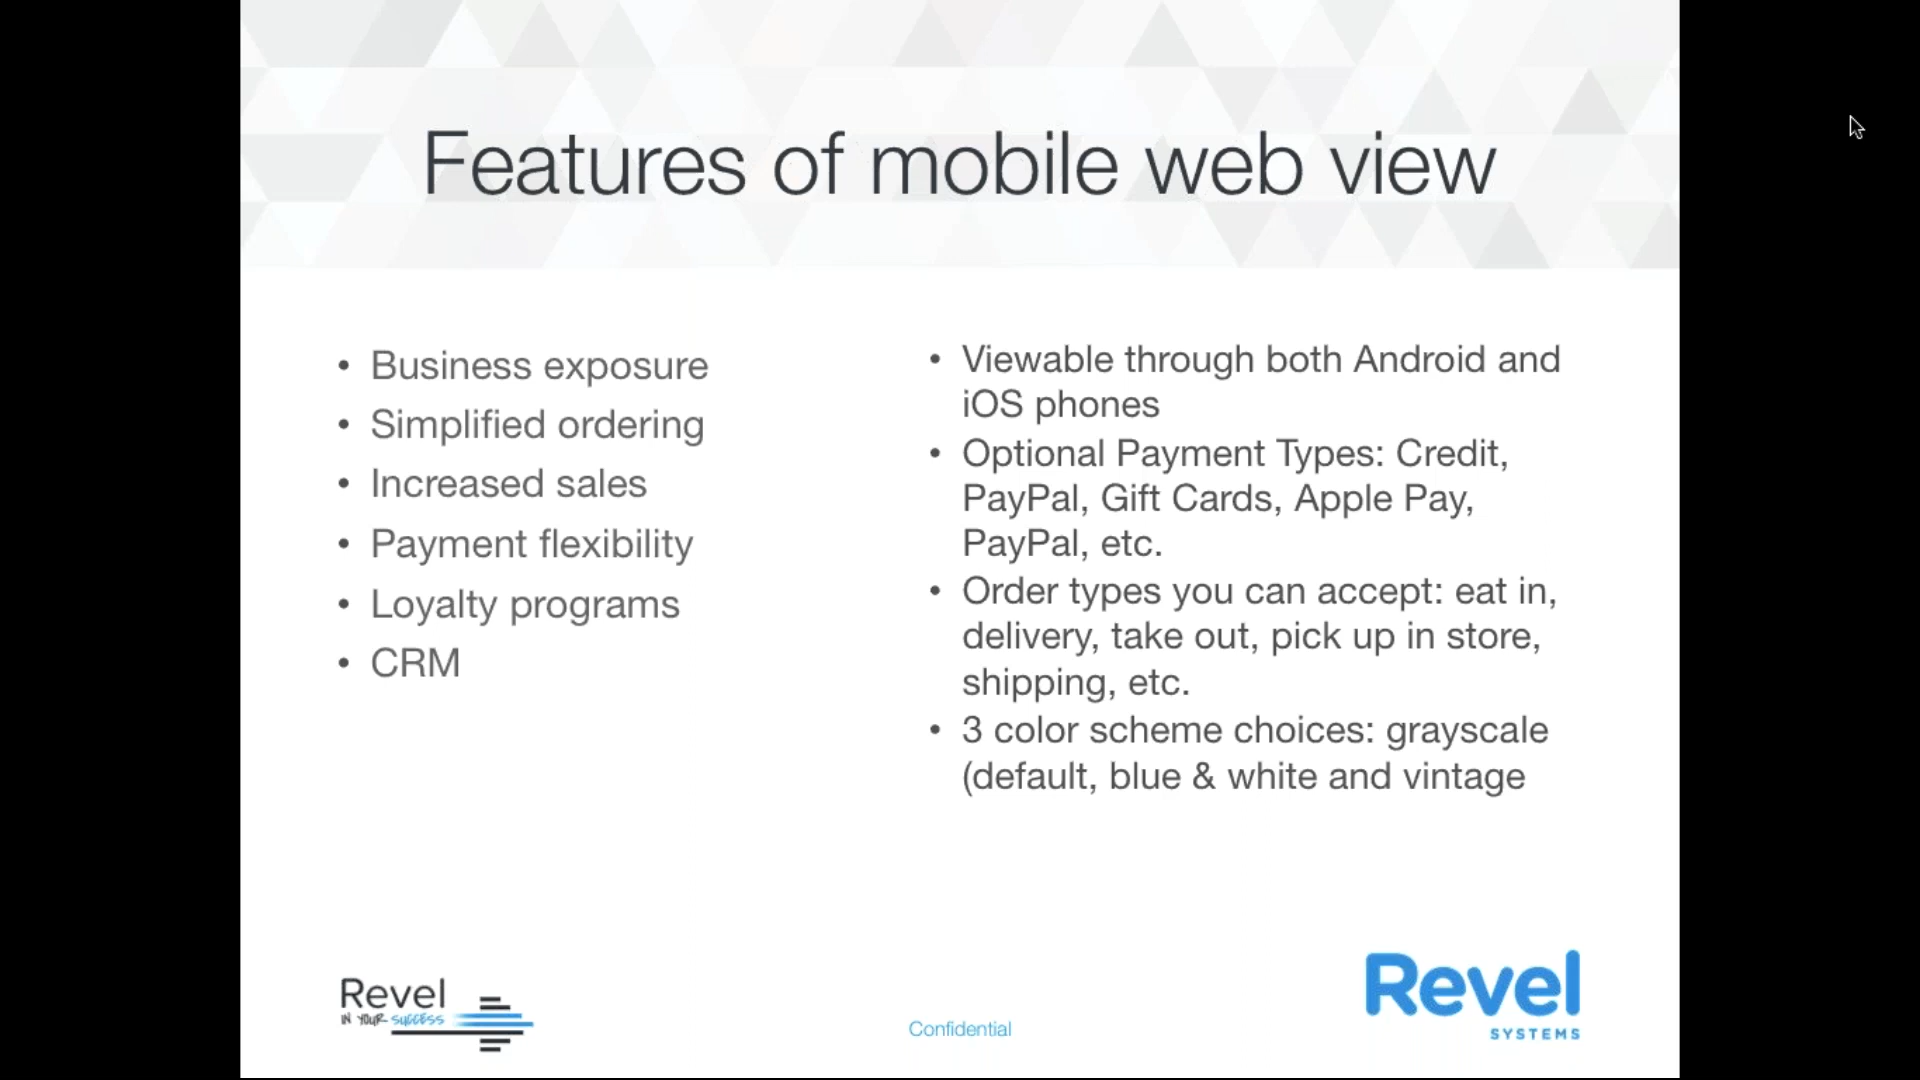 Features of mobile web view
• Business exposure
• Simplified ordering
• Increased sales
• Payment flexibility
• Loyalty programs
• CRM
• Viewable through both Android and
iOS phones
• Optional Payment Types: Credit,
PayPal, Gift Cards, Apple Pay,
PayPal, etc.
• Order types you can accept: eat in,
delivery, take out, pick up in store,
shipping, etc.
• 3 color scheme choices: grayscale
(default, blue & white and vintage
Revel
IN YOUR SUCCESS
Confidential
Revel
SYSTEMS